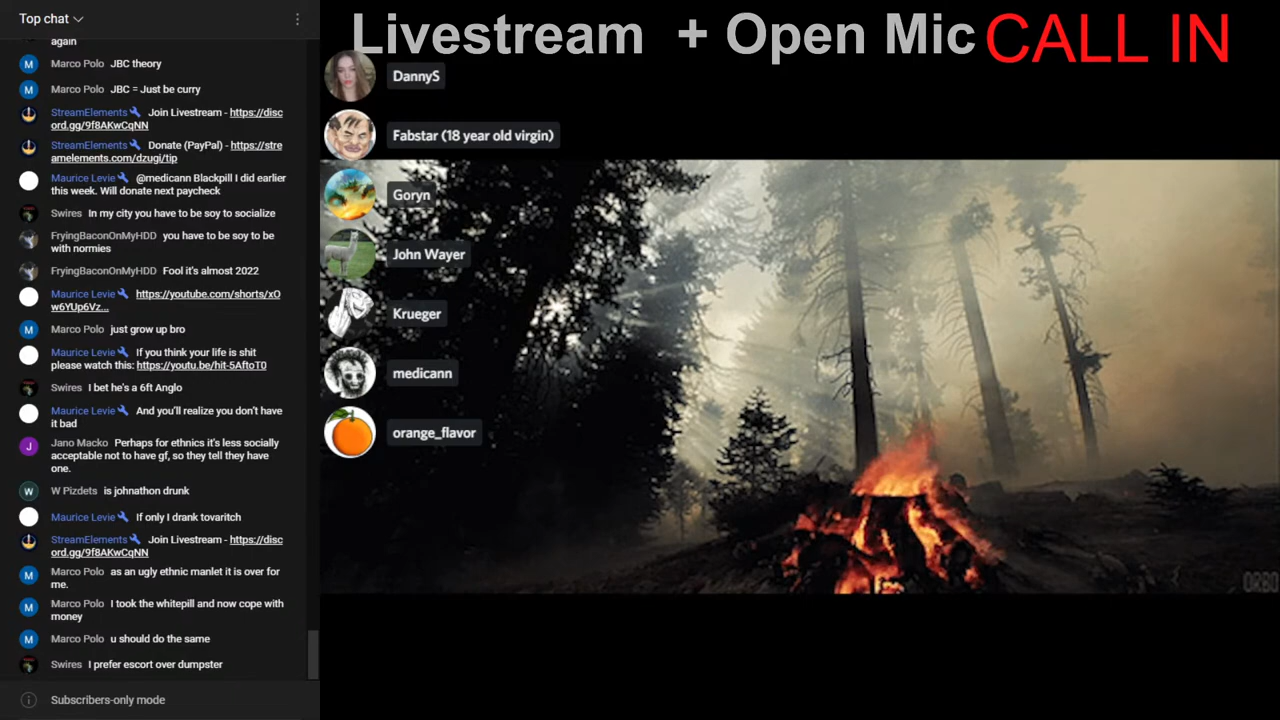 Top chat
again
Marco Polo JBC theory
Marco Polo JBC = Just be curry
StreamElements Join Livestream - https://disc
ord.gg/9f8AKwCqNN
StreamElements Donate (PayPal) - https://stre
amelements.com/dzugi/tip
Maurice Levie @medicann Blackpill I did earlier
this week. Will donate next paycheck
Swires In my city you have to be soy to socialize
FryingBaconOnMyHDD you have to be soy to be
with normies
FryingBaconOnMyHDD Fool it's almost 2022
Maurice Levie https://youtube.com/shorts/xO
w6YUp6Vz...
Marco Polo just grow up bro
Maurice Levie If you think your life is shit
please watch this: https://youtu.be/hit-5AftoT0
Swires I bet he's a 6ft Anglo
Maurice Levie And you'll realize you don't have
it bad
J Jano Macko Perhaps for ethnics it's less socially
acceptable not to have gf, so they tell they have
one.
W W Pizdets is johnathon drunk
Maurice Levie If only I drank tovaritch
StreamElements Join Livestream - https://disc
ord.gg/9f8AKwCqNN
Marco Polo as an ugly ethnic manlet it is over for
me.
Marco Polo I took the whitepill and now cope with
money
Marco Polo u should do the same
Swires I prefer escort over dumpster
Subscribers-only mode
Livestream + Open Mic CALL IN
DannyS
Fabstar (18 year old virgin)
Goryn
John Wayer
Krueger
medicann
orange_flavor
ORBO